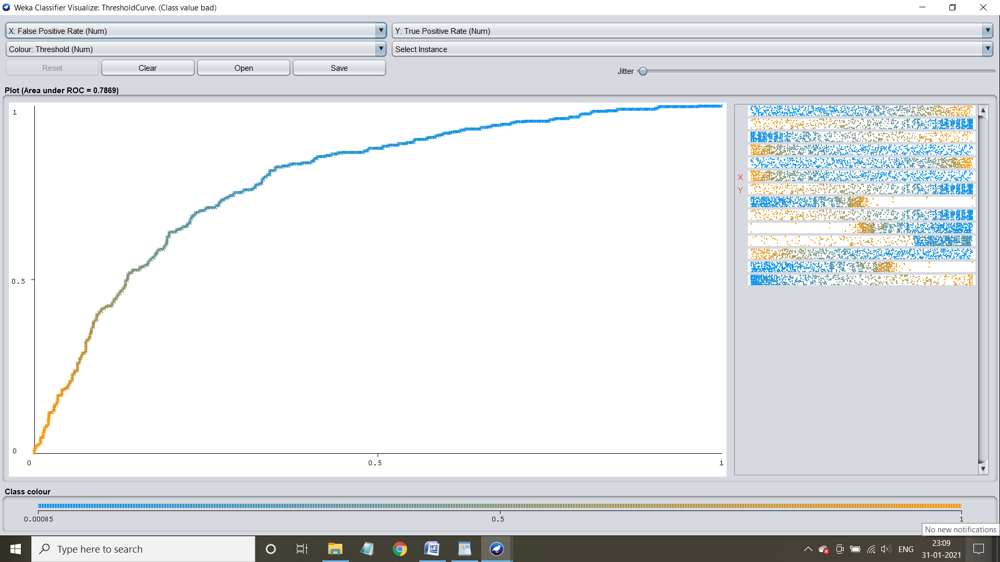 Weka Classifier Visualize: ThresholdCurve. (Class value bad)
X: False Positive Rate (Num)
Y: True Positive Rate (Num)
Colour: Threshold (Num)
Select Instance
Reset
Clear
Open
Save
Jitter
Plot (Area under ROC = 0.7869)
1
0.5
0
0
0.5
1
X
Y
Class colour
0.00085
0.5
1
No new notifications
Type here to search
ENG
23:09
31-01-2021